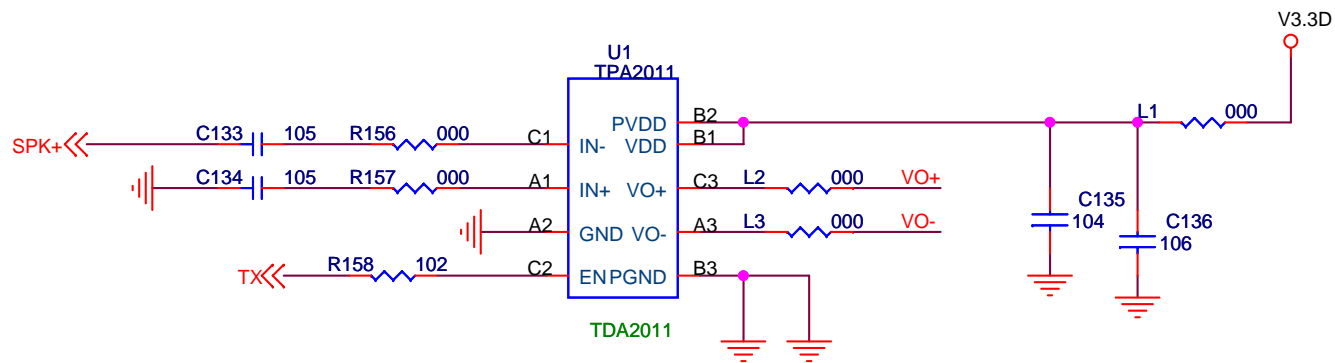 V3.3D
U1
TPA2011
B2
L1 000
PVDD
C133 105 R156 000 C1 IN- VDD B1
SPK+
C134 105 R157 000 A1 IN+ VO+ C3 L2 000 VO+
A2 GND VO- A3 L3 000 VO-
C135
104
C136
106
R158 102 C2 EN PGND B3
TX
TDA2011